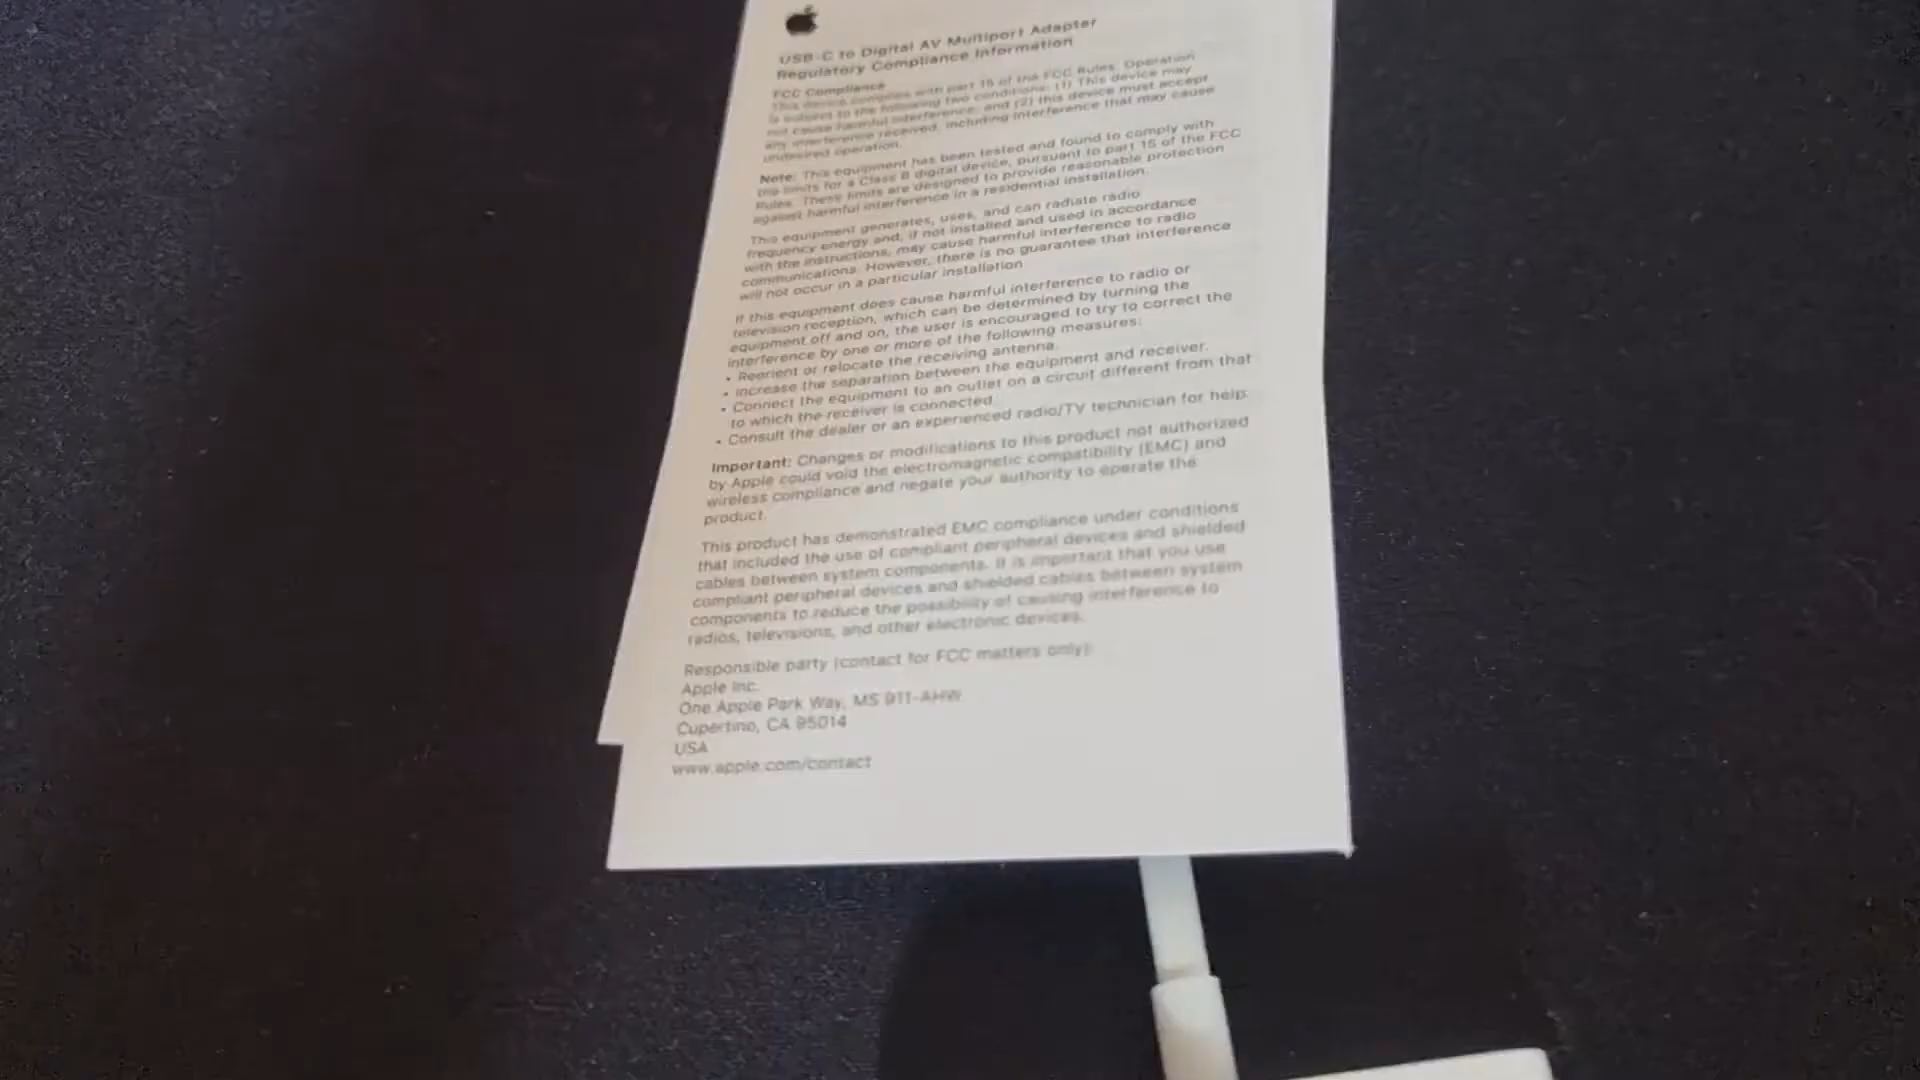 USB-C to Digital AV Multiport Adapter
Regulatory Compliance Information
FCC Compliance
This device complies with part 15 of the FCC Rules. Operation
is subject to the following two conditions: (1) This device may
not cause harmful interference, and (2) this device must accept
any interference received, including interference that may cause
undesired operation.
Note: This equipment has been tested and found to comply with
the limits for a Class B digital device, pursuant to part 15 of the FCC
Rules. These limits are designed to provide reasonable protection
against harmful interference in a residential installation.
This equipment generates, uses, and can radiate radio
frequency energy and, if not installed and used in accordance
with the instructions, may cause harmful interference to radio
communications. However, there is no guarantee that interference
will not occur in a particular installation
If this equipment does cause harmful interference to radio or
television reception, which can be determined by turning the
equipment off and on, the user is encouraged to try to correct the
interference by one or more of the following measures:
• Reorient or relocate the receiving antenna.
• Increase the separation between the equipment and receiver.
• Connect the equipment to an outlet on a circuit different from that
to which the receiver is connected.
• Consult the dealer or an experienced radio/TV technician for help.
Important: Changes or modifications to this product not authorized
by Apple could void the electromagnetic compatibility (EMC) and
wireless compliance and negate your authority to operate the
product.
This product has demonstrated EMC compliance under conditions
that included the use of compliant peripheral devices and shielded
cables between system components. It is important that you use
compliant peripheral devices and shielded cables between system
components to reduce the possibility of causing interference to
radios, televisions, and other electronic devices.
Responsible party (contact for FCC matters only):
Apple Inc.
One Apple Park Way, MS 911-AHW
Cupertino, CA 95014
USA
www.apple.com/contact